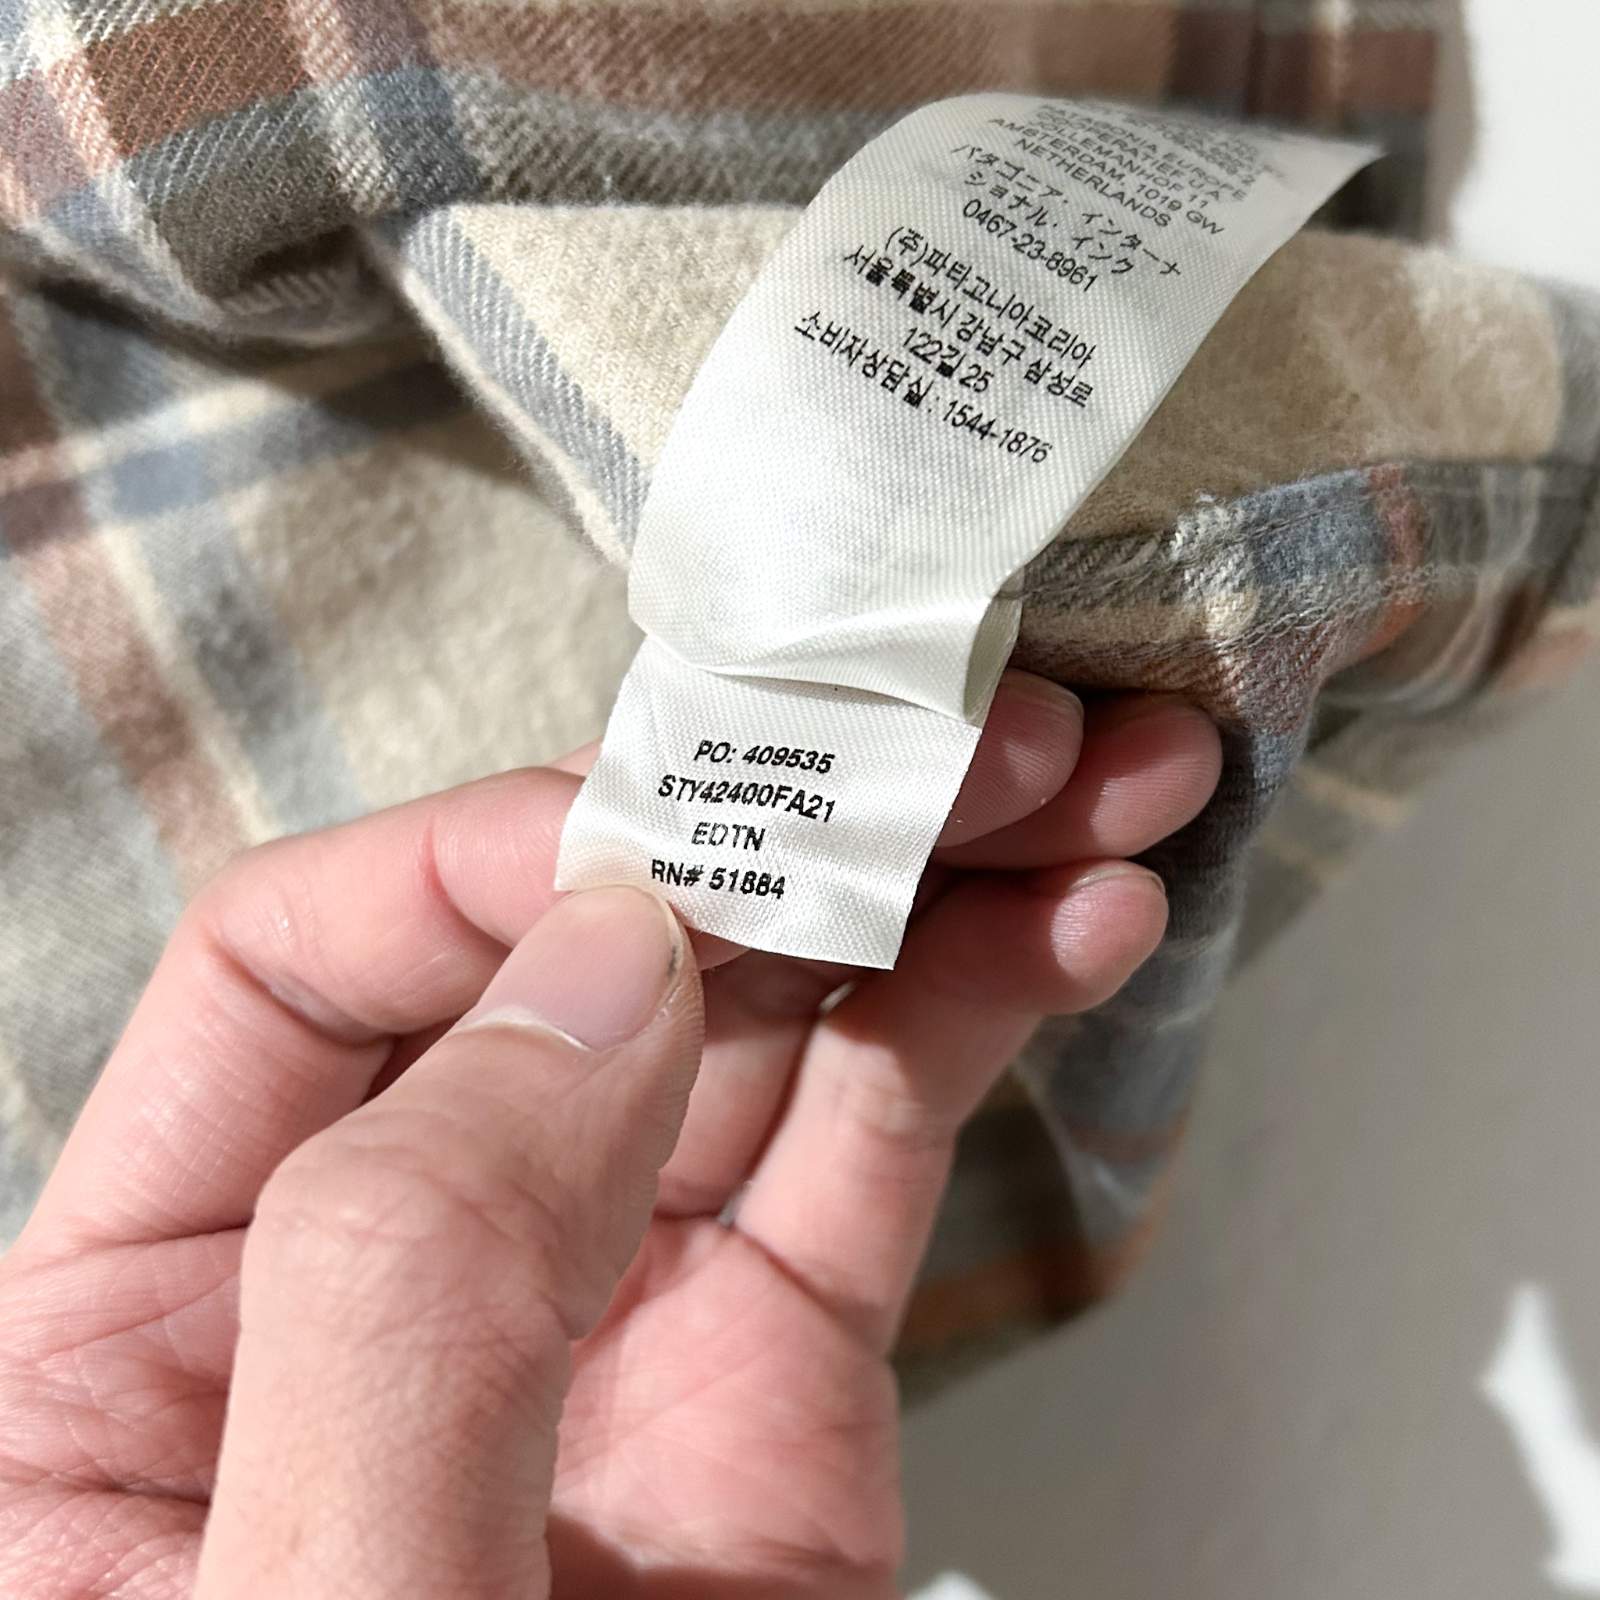 PATAGONIA EUROPE
COÖPERATIEF U.A.
POLLEMANHOF 11
AMSTERDAM, 1019 GW
NETHERLANDS
パタゴニア・インターナ
ショナル・インク
0467-23-8961
(주)파타고니아코리아
서울특별시 강남구 삼성로
122길 25
소비자상담실 : 1544-1876
PO: 409535
STY42400FA21
EDTN
RN# 51884